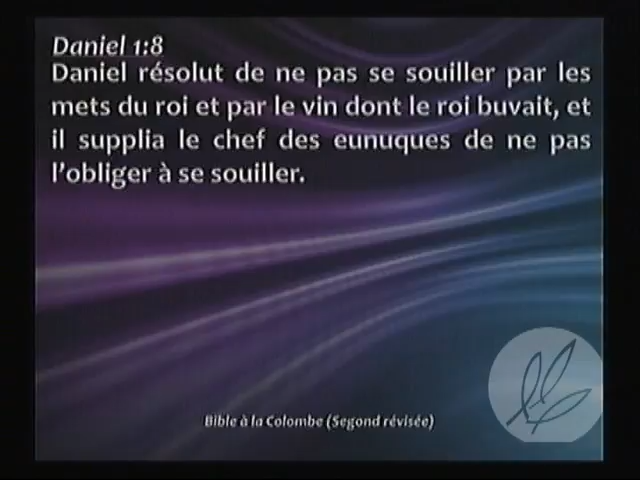 Daniel 1:8
Daniel résolut de ne pas se souiller par les
mets du roi et par le vin dont le roi buvait, et
il supplia le chef des eunuques de ne pas
l'obliger à se souiller.
Bible à la Colombe (Segond révisée)